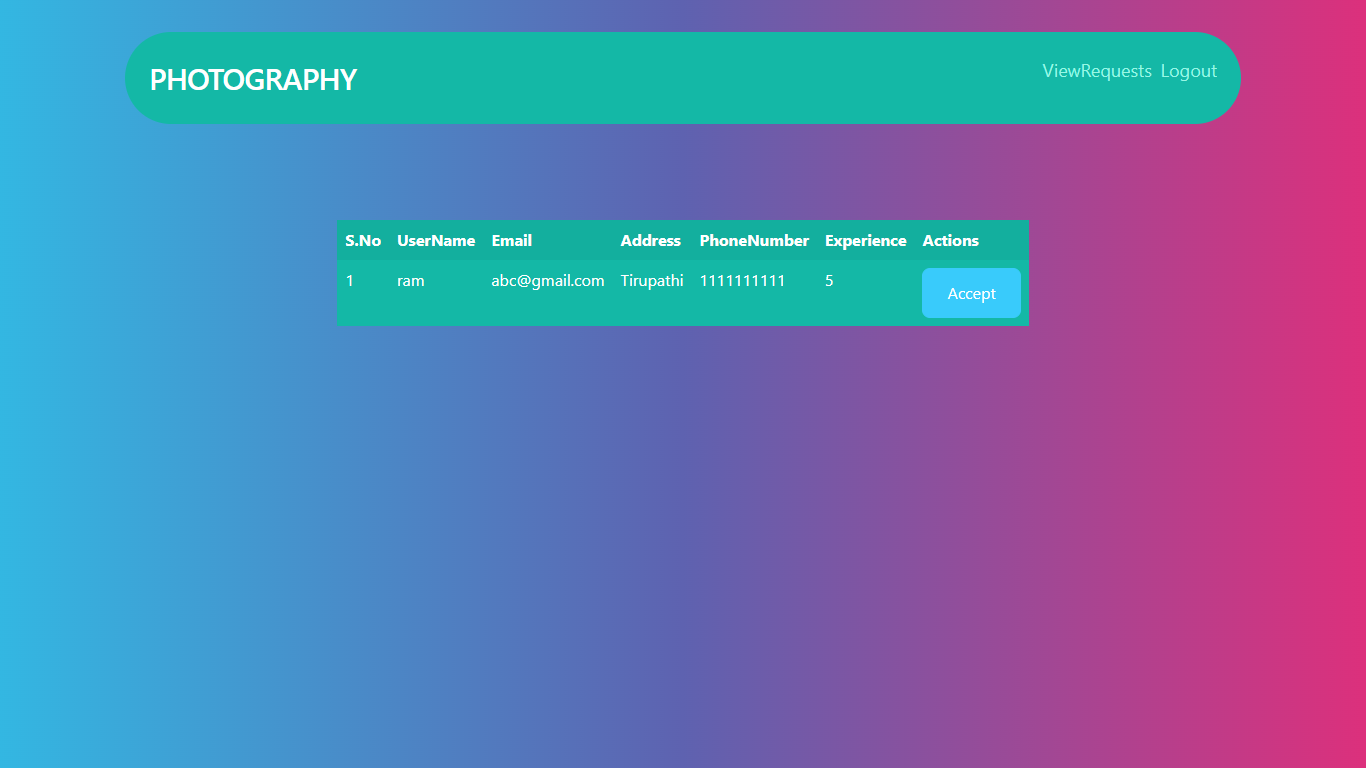 PHOTOGRAPHY
ViewRequests Logout
S.No UserName Email Address PhoneNumber Experience Actions
1 ram abc@gmail.com Tirupathi 1111111111 5 Accept